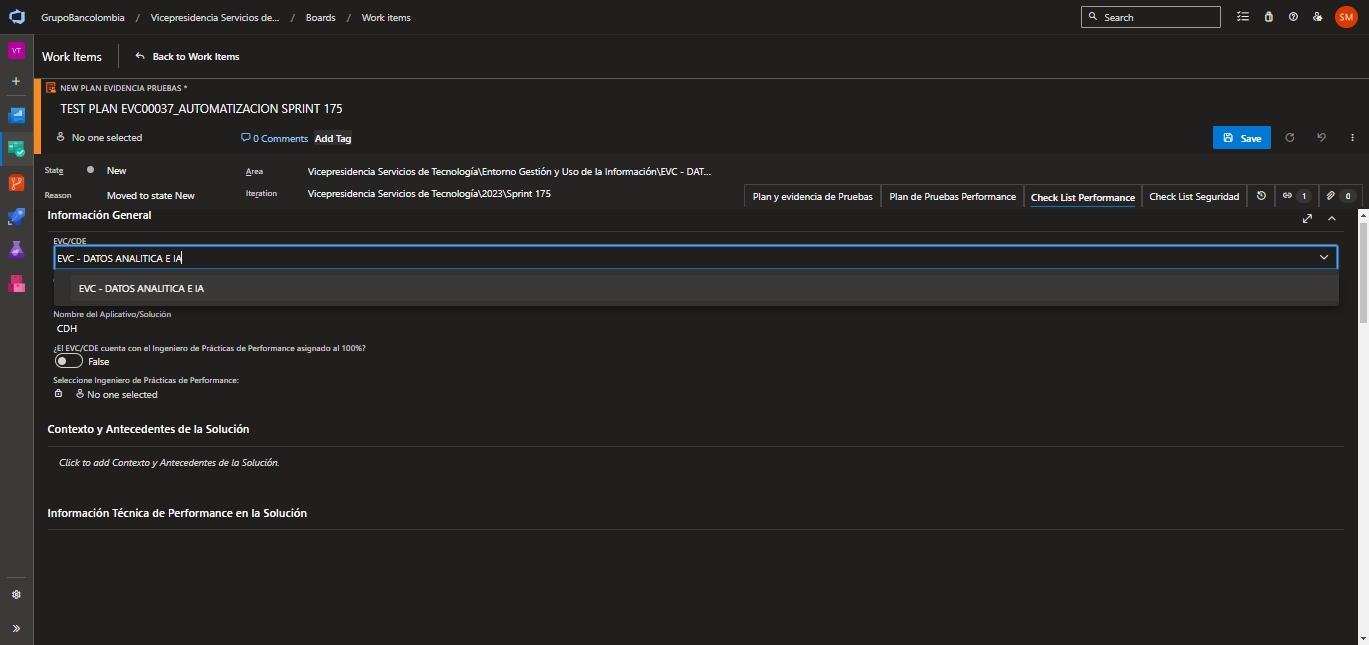 GrupoBancolombia / Vicepresidencia Servicios de... / Boards / Work items
Search
SM
VT
Work Items
Back to Work Items
NEW PLAN EVIDENCIA PRUEBAS *
TEST PLAN EVC00037_AUTOMATIZACION SPRINT 175
No one selected
0 Comments
Add Tag
Save
State
New
Area
Vicepresidencia Servicios de Tecnología\Entorno Gestión y Uso de la Información\EVC - DAT...
Reason
Moved to state New
Iteration
Vicepresidencia Servicios de Tecnología\2023\Sprint 175
Plan y evidencia de Pruebas
Plan de Pruebas Performance
Check List Performance
Check List Seguridad
1
0
Información General
EVC/CDE
EVC - DATOS ANALITICA E IA
EVC - DATOS ANALITICA E IA
Nombre del Aplicativo/Solución
CDH
¿El EVC/CDE cuenta con el Ingeniero de Prácticas de Performance asignado al 100%?
False
Seleccione Ingeniero de Prácticas de Performance:
No one selected
Contexto y Antecedentes de la Solución
Click to add Contexto y Antecedentes de la Solución.
Información Técnica de Performance en la Solución